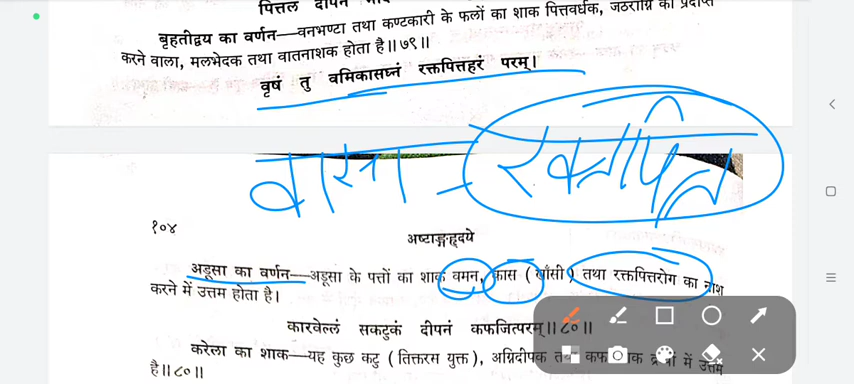 पित्तल दीपन
बृहतीद्वय का वर्णन—वनभण्टा तथा कण्टकारी के फलों का शाक पित्तवर्धक, जठराग्नि को प्रदीप्त
करने वाला, मलभेदक तथा वातनाशक होता है॥७९॥
वृषं तु वमिकासघ्नं रक्तपित्तहरं परम्।
वासा = रक्तपित्त
१०४
अष्टाङ्गहृदये
अडूसा का वर्णन—अडूसा के पत्तों का शाक वमन, कास (खाँसी) तथा रक्तपित्तरोग का नाश
करने में उत्तम होता है।
कारवेल्लं सकटुकं दीपनं कफजित्परम्॥८०॥
करेला का शाक—यह कुछ कटु (तिक्तरस युक्त), अग्निदीपक में उत्तम
है॥८०॥